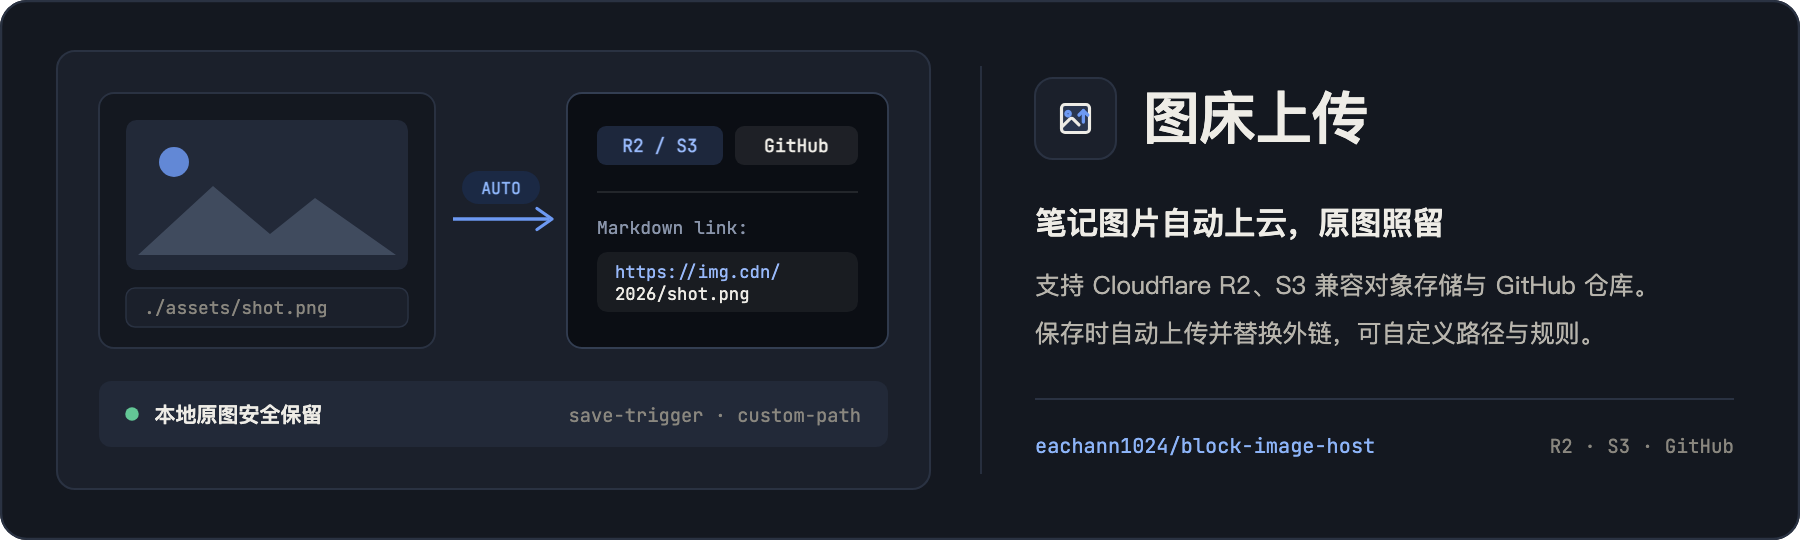 ./assets/shot.png
AUTO
R2 / S3
GitHub
Markdown link:
https://img.cdn/
2026/shot.png
本地原图安全保留
save-trigger · custom-path
图床上传
笔记图片自动上云，原图照留
支持 Cloudflare R2、S3 兼容对象存储与 GitHub 仓库。
保存时自动上传并替换外链，可自定义路径与规则。
eachann1024/block-image-host
R2 · S3 · GitHub